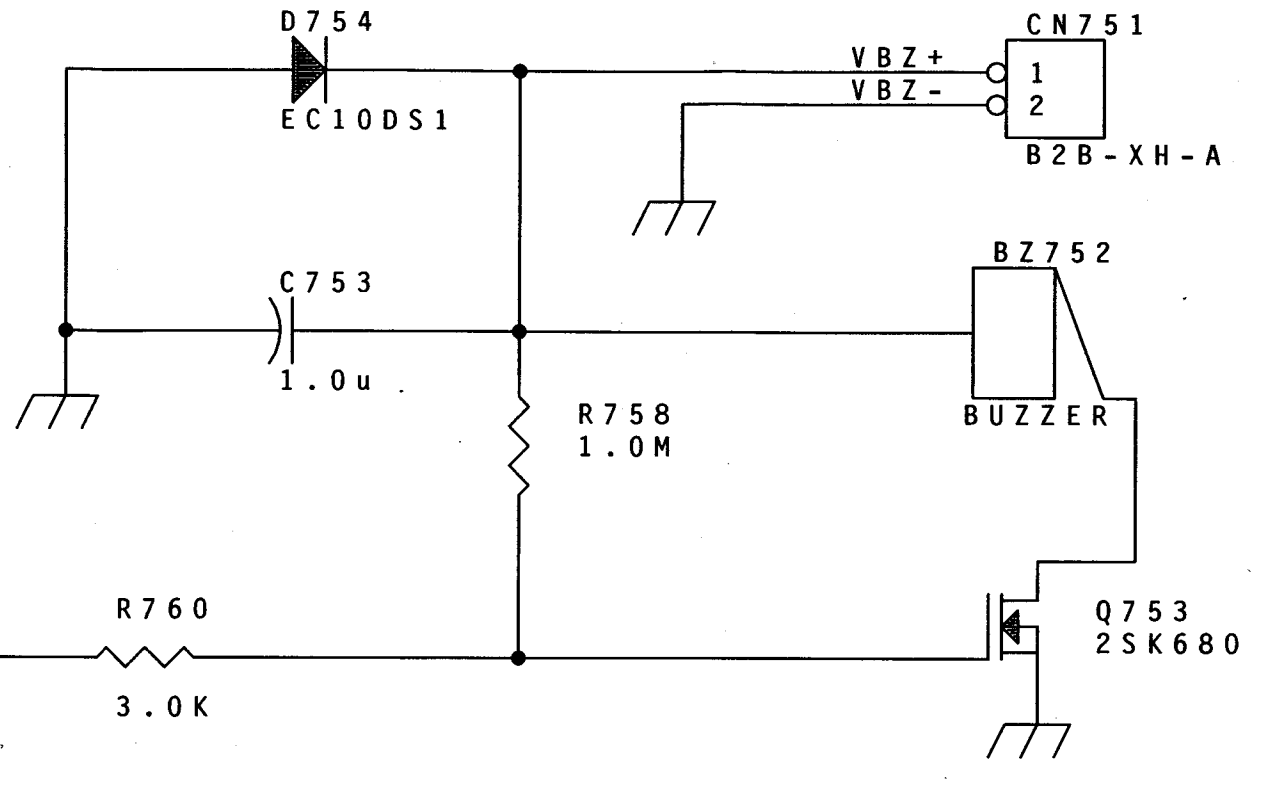 D754
CN751
VBZ+
1
VBZ-
2
EC10DS1
B2B-XH-A
BZ752
C753
1.0u
R758
BUZZER
1.0M
R760
Q753
2SK680
3.0K